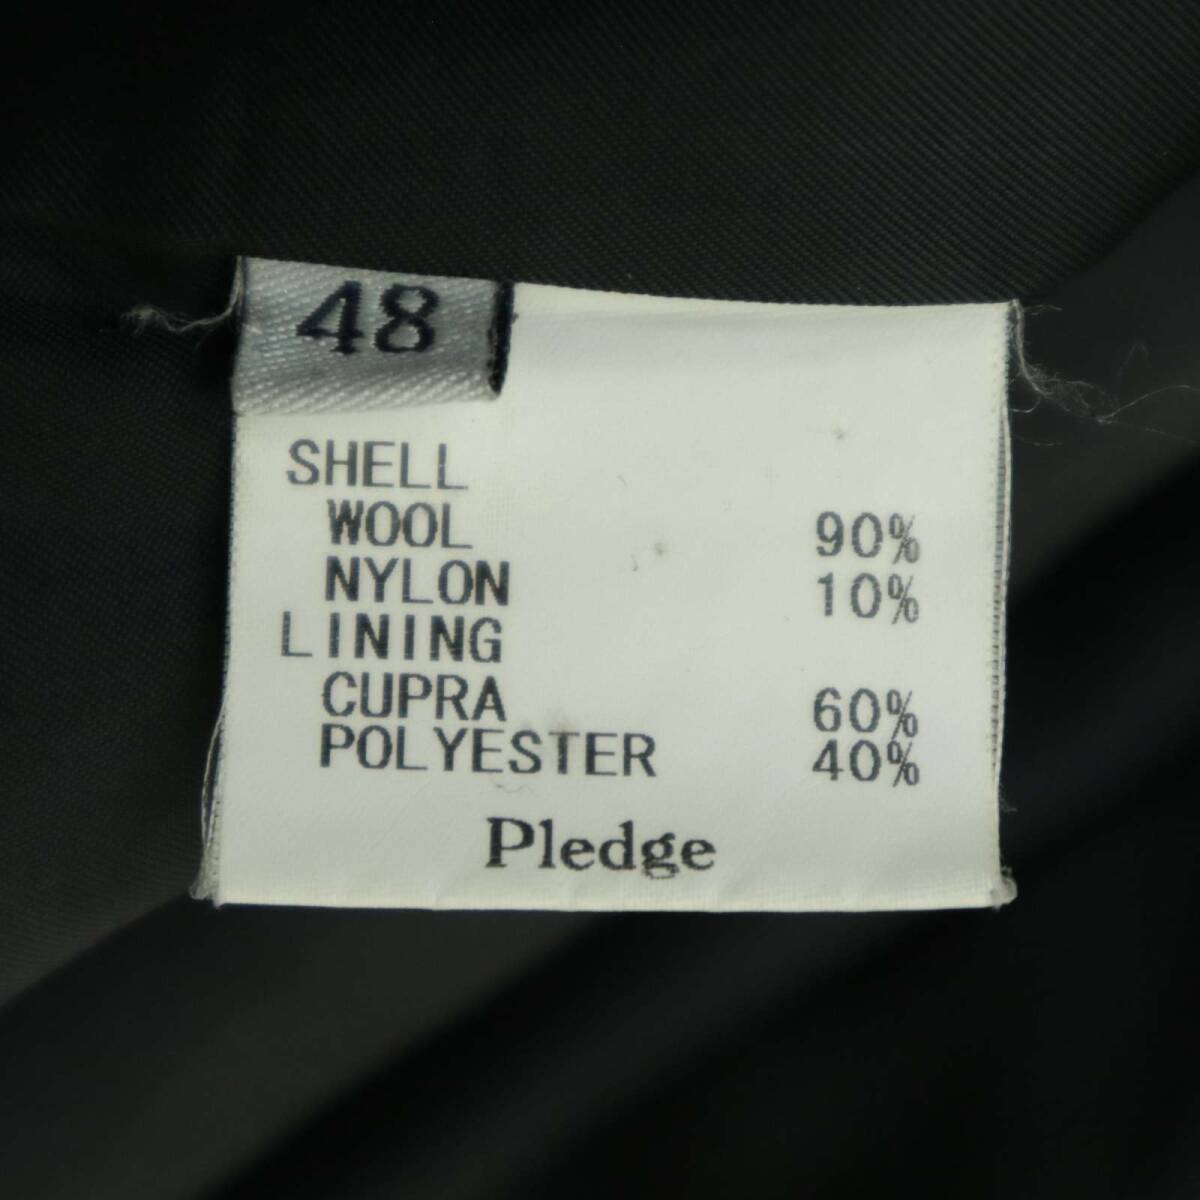 48
SHELL
WOOL 90%
NYLON 10%
LINING
CUPRA 60%
POLYESTER 40%
Pledge